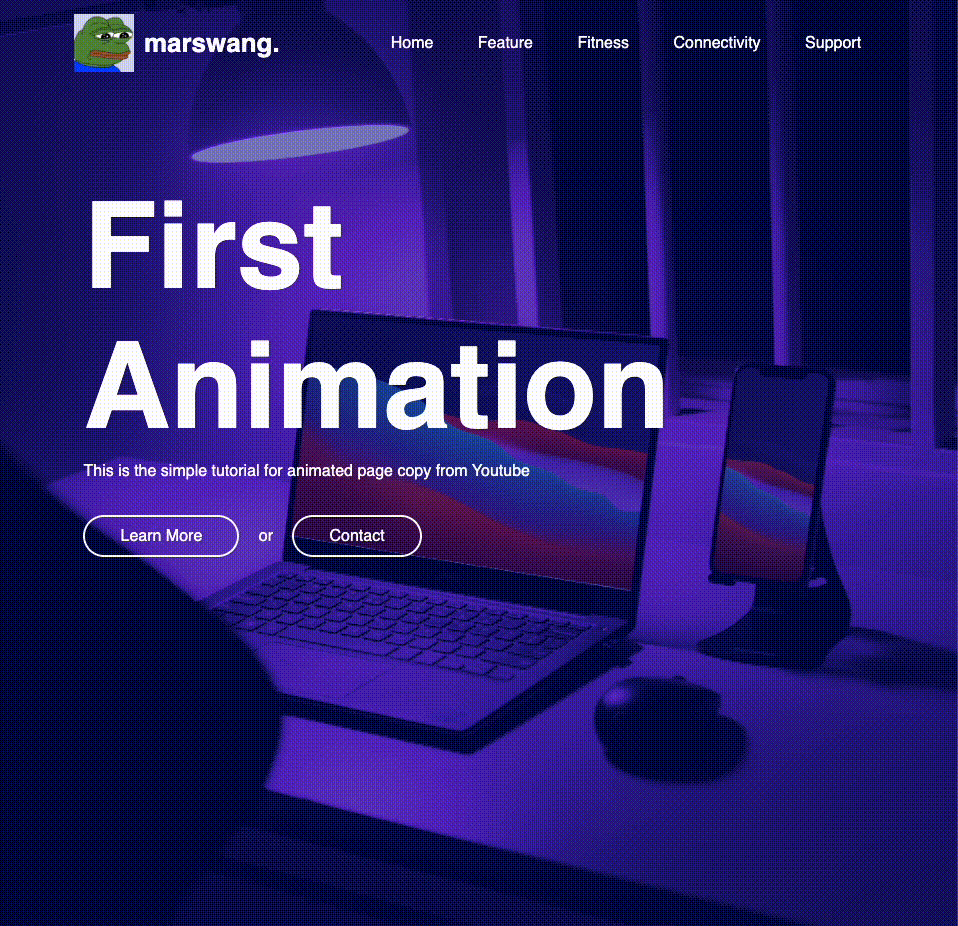 marswang.
Home Feature Fitness Connectivity Support
First
Animation
This is the simple tutorial for animated page copy from Youtube
Learn More or Contact